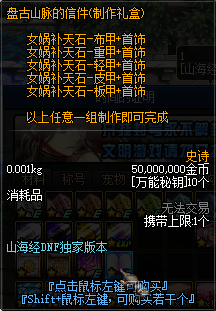 盘古山脉的信件(制作礼盒)
女娲补天石-布甲+首饰
女娲补天石-重甲+首饰
女娲补天石-轻甲+首饰
女娲补天石-皮甲+首饰
女娲补天石-板甲+首饰
以上任意一组制作即可完成
史诗
0.001kg
50,000,000金币
[万能秘钥]10个
消耗品
无法交易
携带上限1个
山海经DNF独家版本
『点击鼠标左键可购买』
『Shift+鼠标左键,可购买若干个』
[山海